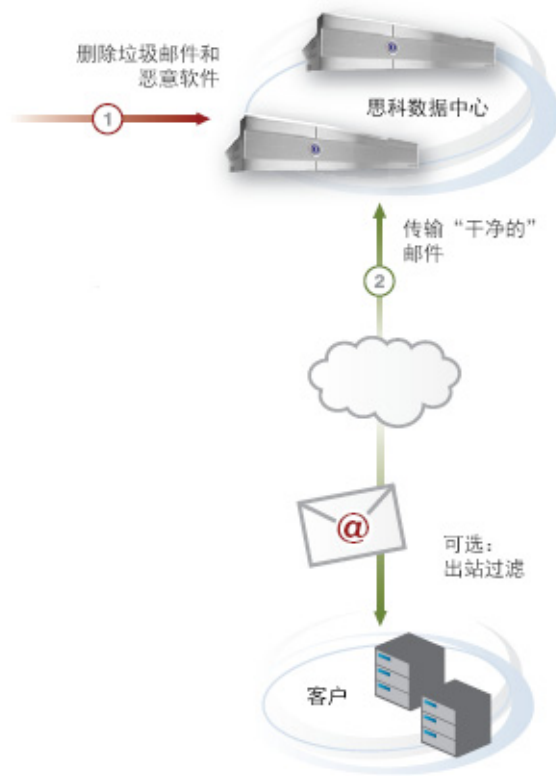 删除垃圾邮件和
恶意软件
1
思科数据中心
传输“干净的”
邮件
2
@
可选：
出站过滤
客户